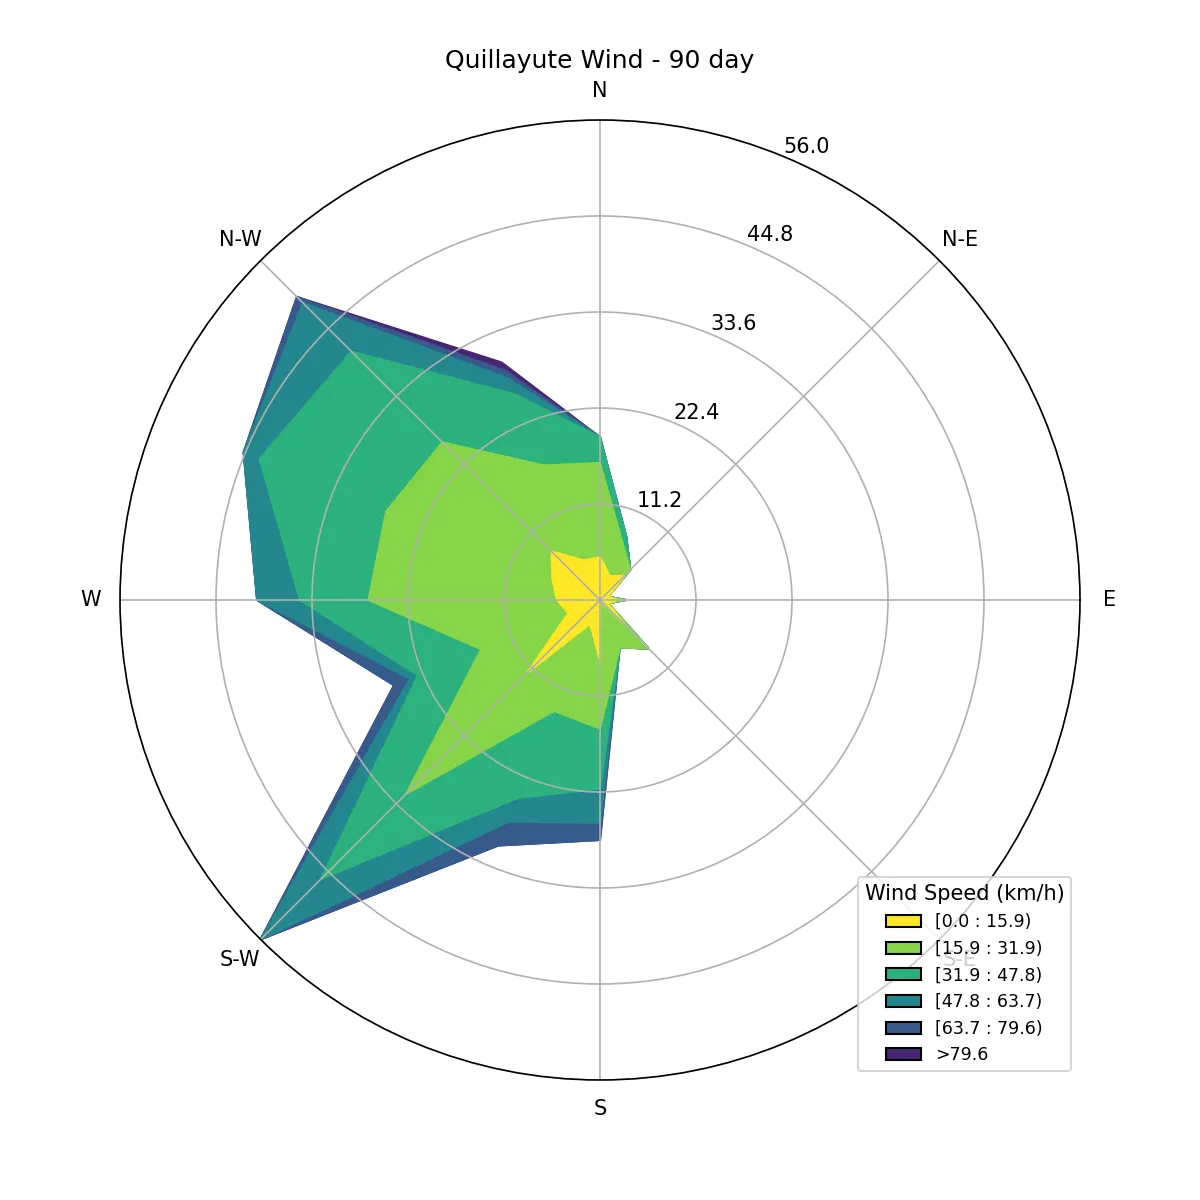 Quillayute Wind - 90 day
N
56.0
44.8
N-W
N-E
33.6
22.4
11.2
W
E
Wind Speed (km/h)
[0.0 : 15.9)
[15.9 : 31.9)
S-W
S-E
[31.9 : 47.8)
[47.8 : 63.7)
[63.7 : 79.6)
>79.6
S